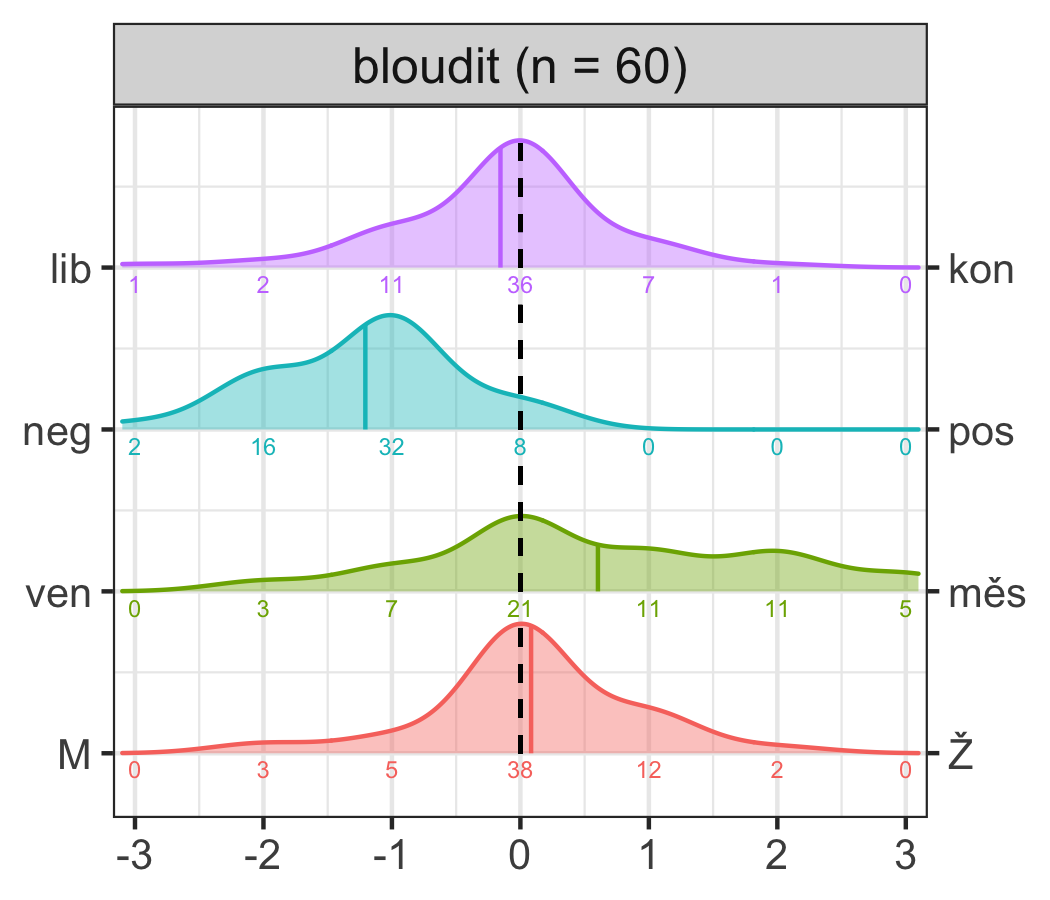 bloudit (n = 60)
lib kon
1 2 11 36 7 1 0
neg pos
2 16 32 8 0 0 0
ven měs
0 3 7 21 11 11 5
M Ž
0 3 5 38 12 2 0
-3 -2 -1 0 1 2 3